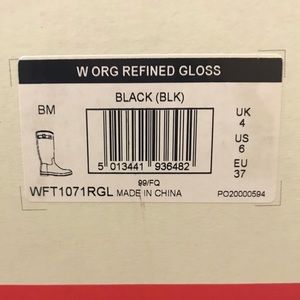 W ORG REFINED GLOSS
BLACK (BLK)
BM
UK
4
US
6
EU
37
5 013441 936482
99/FQ
WFT1071RGL MADE IN CHINA
PO20000594